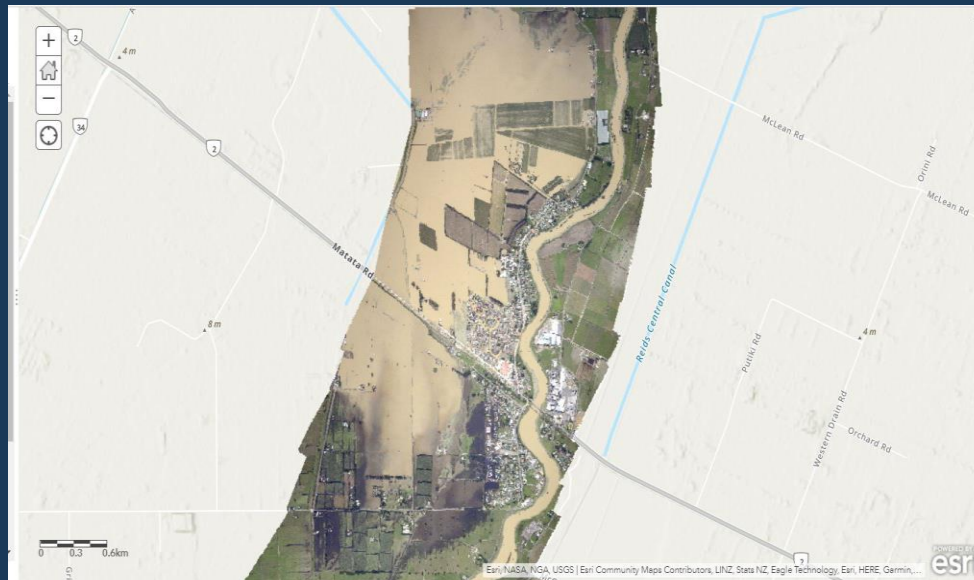 +
−
2
4 m
34
2
Matata Rd
8 m
McLean Rd
Orini Rd
McLean Rd
Reids Central Canal
Putiki Rd
4 m
Western Drain Rd
Orchard Rd
2
0 0.3 0.6km
Esri/NASA, NGA, USGS | Esri Community Maps Contributors, LINZ, Stats NZ, Eagle Technology, Esri, HERE, Garmin,...
POWERED BY
esri